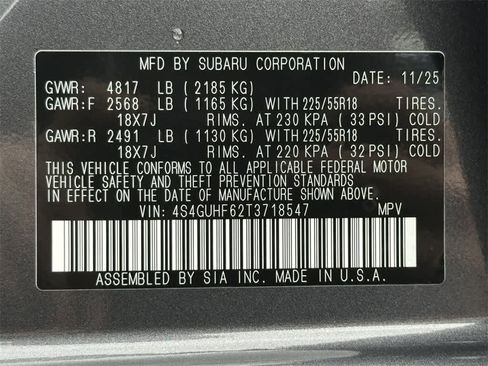 MFD BY SUBARU CORPORATION
DATE: 11/25
GVWR: 4817 LB (2185 KG)
GAWR:F 2568 LB (1165 KG) WITH 225/55R18 TIRES.
18X7J RIMS. AT 230 KPA (33 PSI) COLD
GAWR:R 2491 LB (1130 KG) WITH 225/55R18 TIRES.
18X7J RIMS. AT 220 KPA (32 PSI) COLD
THIS VEHICLE CONFORMS TO ALL APPLICABLE FEDERAL MOTOR
VEHICLE SAFETY AND THEFT PREVENTION STANDARDS
IN EFFECT ON THE DATE OF MANUFACTURE SHOWN ABOVE.
VIN: 4S4GUHF62T3718547 MPV
ASSEMBLED BY SIA INC. MADE IN U.S.A.